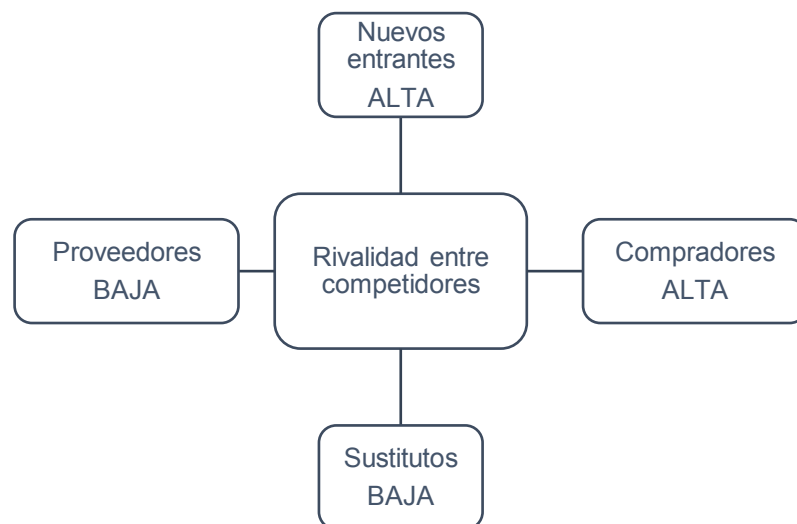 Nuevos
entrantes
ALTA
Proveedores
BAJA
Rivalidad entre
competidores
Compradores
ALTA
Sustitutos
BAJA